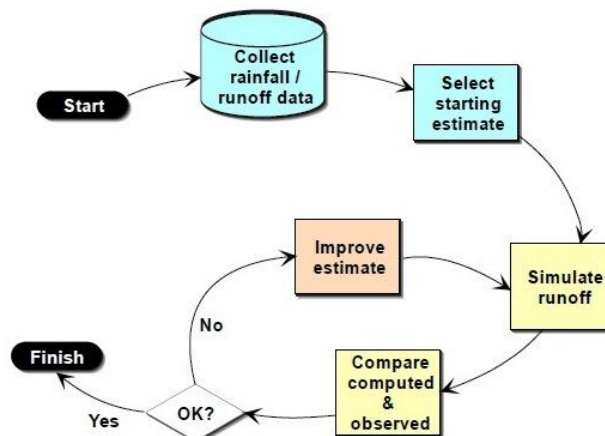 Start
Collect
rainfall /
runoff data
Select
starting
estimate
Simulate
runoff
Improve
estimate
Compare
computed
&
observed
OK?
No
Yes
Finish